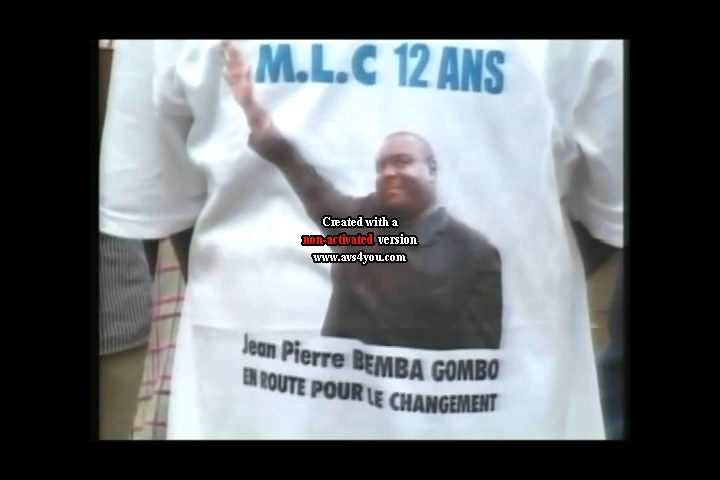 M.L.C 12 ANS
Created with a
non-activated version
www.avs4you.com
Jean Pierre BEMBA GOMBO
EN ROUTE POUR LE CHANGEMENT